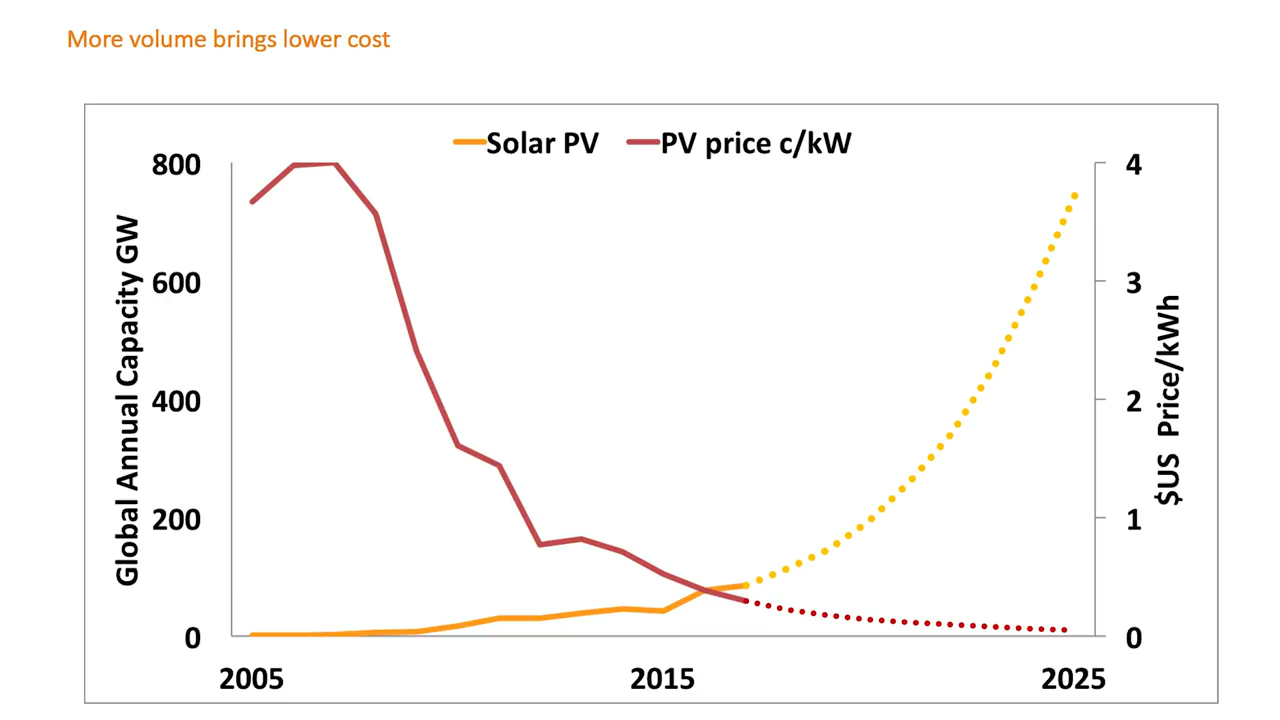 More volume brings lower cost
Solar PV
PV price c/kW
800
600
400
200
0
Global Annual Capacity GW
4
3
2
1
0
$US Price/kWh
2005
2015
2025